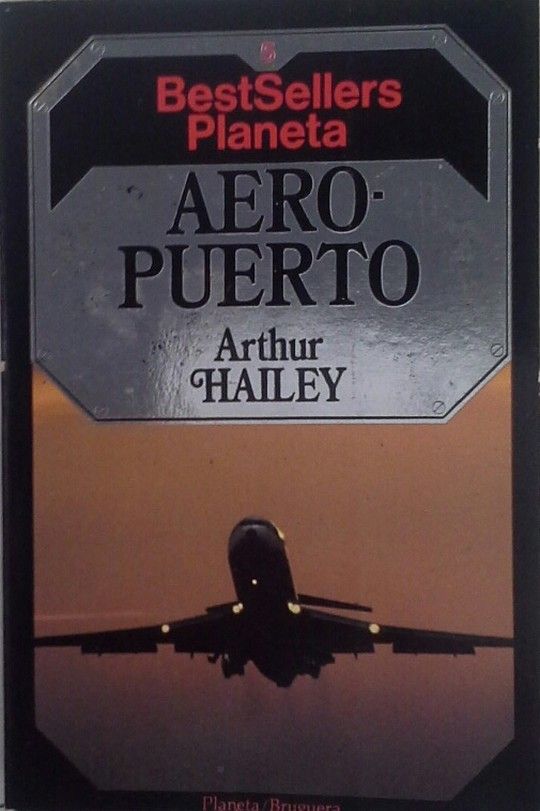 5
BestSellers
Planeta
AERO-
PUERTO
Arthur
HAILEY
Planeta/Bruguera